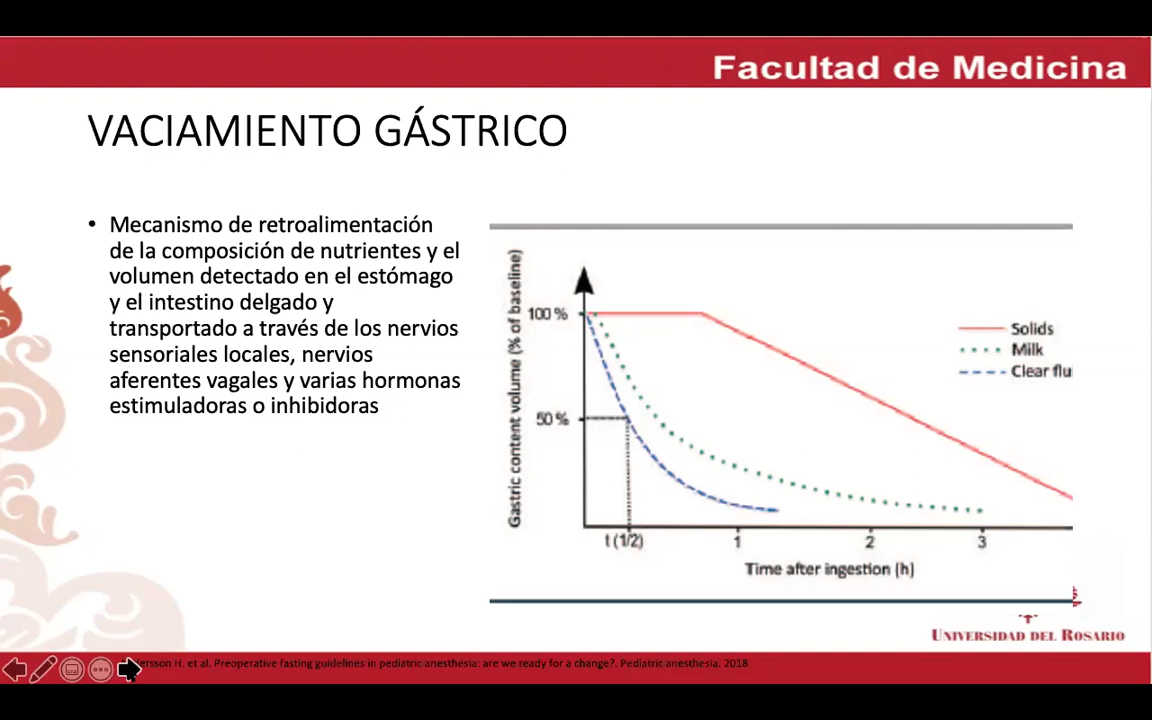 Facultad de Medicina
VACIAMIENTO GÁSTRICO
• Mecanismo de retroalimentación
de la composición de nutrientes y el
volumen detectado en el estómago
y el intestino delgado y
transportado a través de los nervios
sensoriales locales, nervios
aferentes vagales y varias hormonas
estimuladoras o inhibidoras
Gastric content volume (% of baseline)
100 %
50 %
Solids
Milk
Clear flu
t (1/2)
1
2
3
Time after ingestion (h)
UNIVERSIDAD DEL ROSARIO
ersson H. et al. Preoperative fasting guidelines in pediatric anesthesia: are we ready for a change?. Pediatric anesthesia. 2018